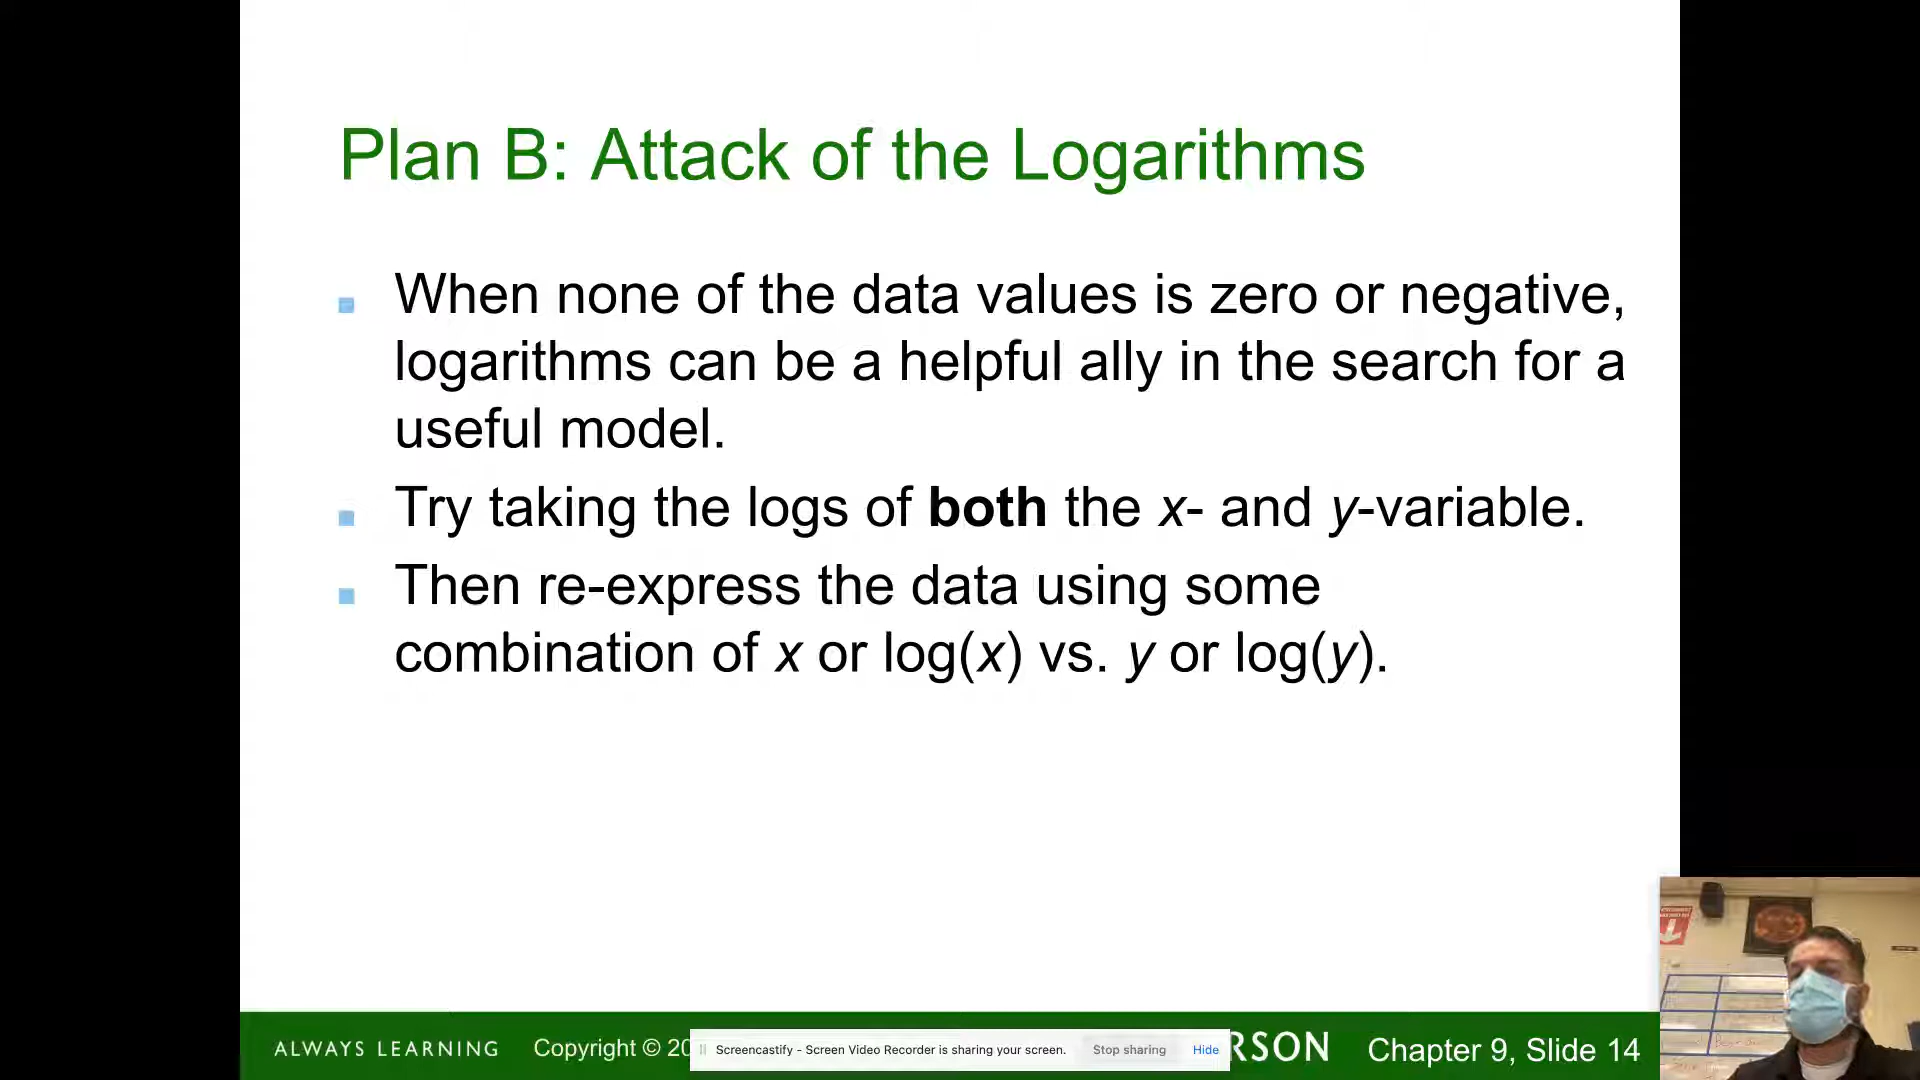 Plan B: Attack of the Logarithms
When none of the data values is zero or negative,
logarithms can be a helpful ally in the search for a
useful model.
Try taking the logs of both the x- and y-variable.
Then re-express the data using some
combination of x or log(x) vs. y or log(y).
ALWAYS LEARNING Copyright © 20 RSON Chapter 9, Slide 14
Screencastify - Screen Video Recorder is sharing your screen. Stop sharing Hide